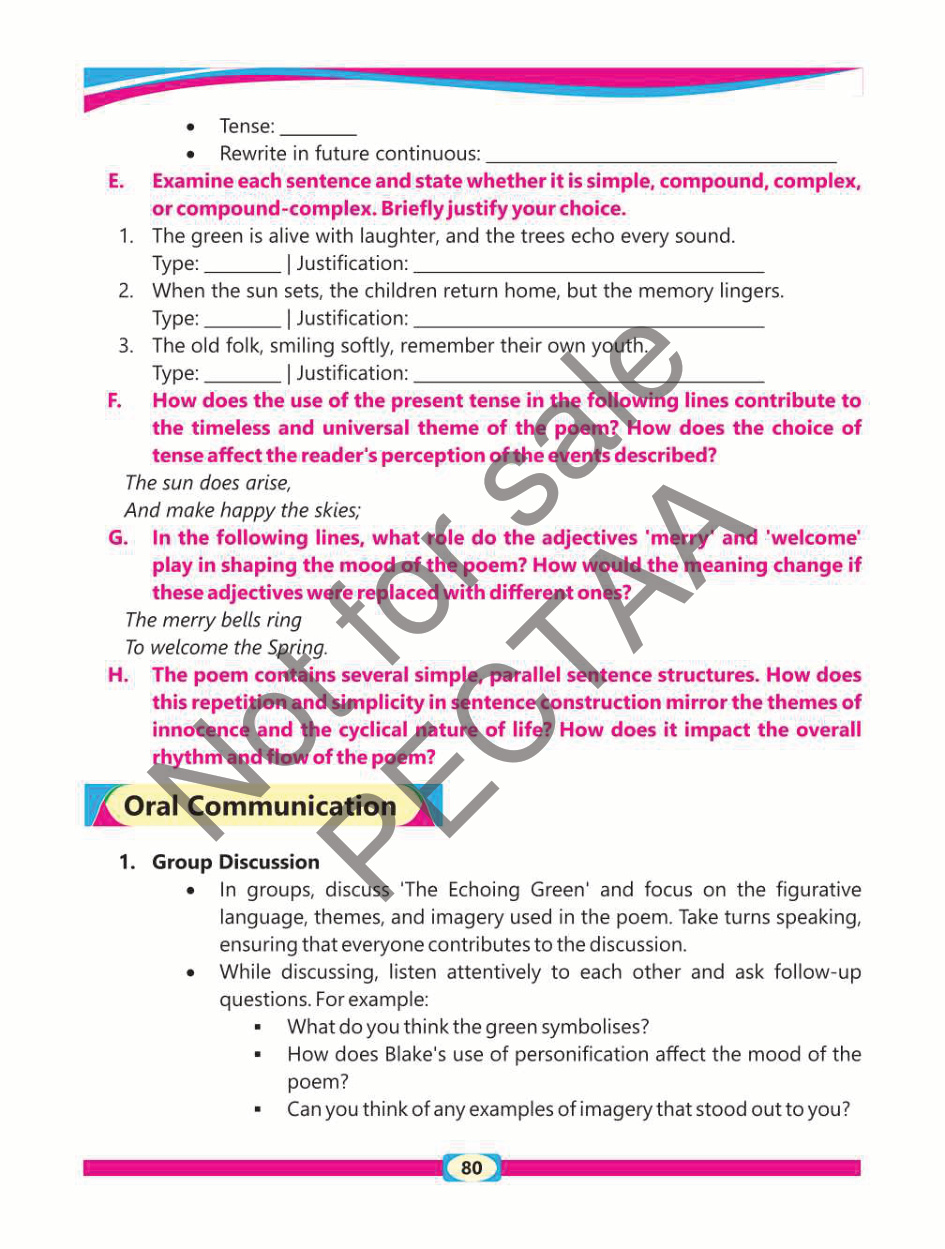 • Tense: ________
• Rewrite in future continuous: ____________________________________
E. Examine each sentence and state whether it is simple, compound, complex,
or compound-complex. Briefly justify your choice.
1. The green is alive with laughter, and the trees echo every sound.
Type: ________ | Justification: ____________________________________
2. When the sun sets, the children return home, but the memory lingers.
Type: ________ | Justification: ____________________________________
3. The old folk, smiling softly, remember their own youth.
Type: ________ | Justification: ____________________________________
F. How does the use of the present tense in the following lines contribute to
the timeless and universal theme of the poem? How does the choice of
tense affect the reader's perception of the events described?
The sun does arise,
And make happy the skies;
G. In the following lines, what role do the adjectives 'merry' and 'welcome'
play in shaping the mood of the poem? How would the meaning change if
these adjectives were replaced with different ones?
The merry bells ring
To welcome the Spring.
H. The poem contains several simple, parallel sentence structures. How does
this repetition and simplicity in sentence construction mirror the themes of
innocence and the cyclical nature of life? How does it impact the overall
rhythm and flow of the poem?
Oral Communication
1. Group Discussion
• In groups, discuss 'The Echoing Green' and focus on the figurative
language, themes, and imagery used in the poem. Take turns speaking,
ensuring that everyone contributes to the discussion.
• While discussing, listen attentively to each other and ask follow-up
questions. For example:
▪ What do you think the green symbolises?
▪ How does Blake's use of personification affect the mood of the
poem?
▪ Can you think of any examples of imagery that stood out to you?
80
Not for sale
PECTAA